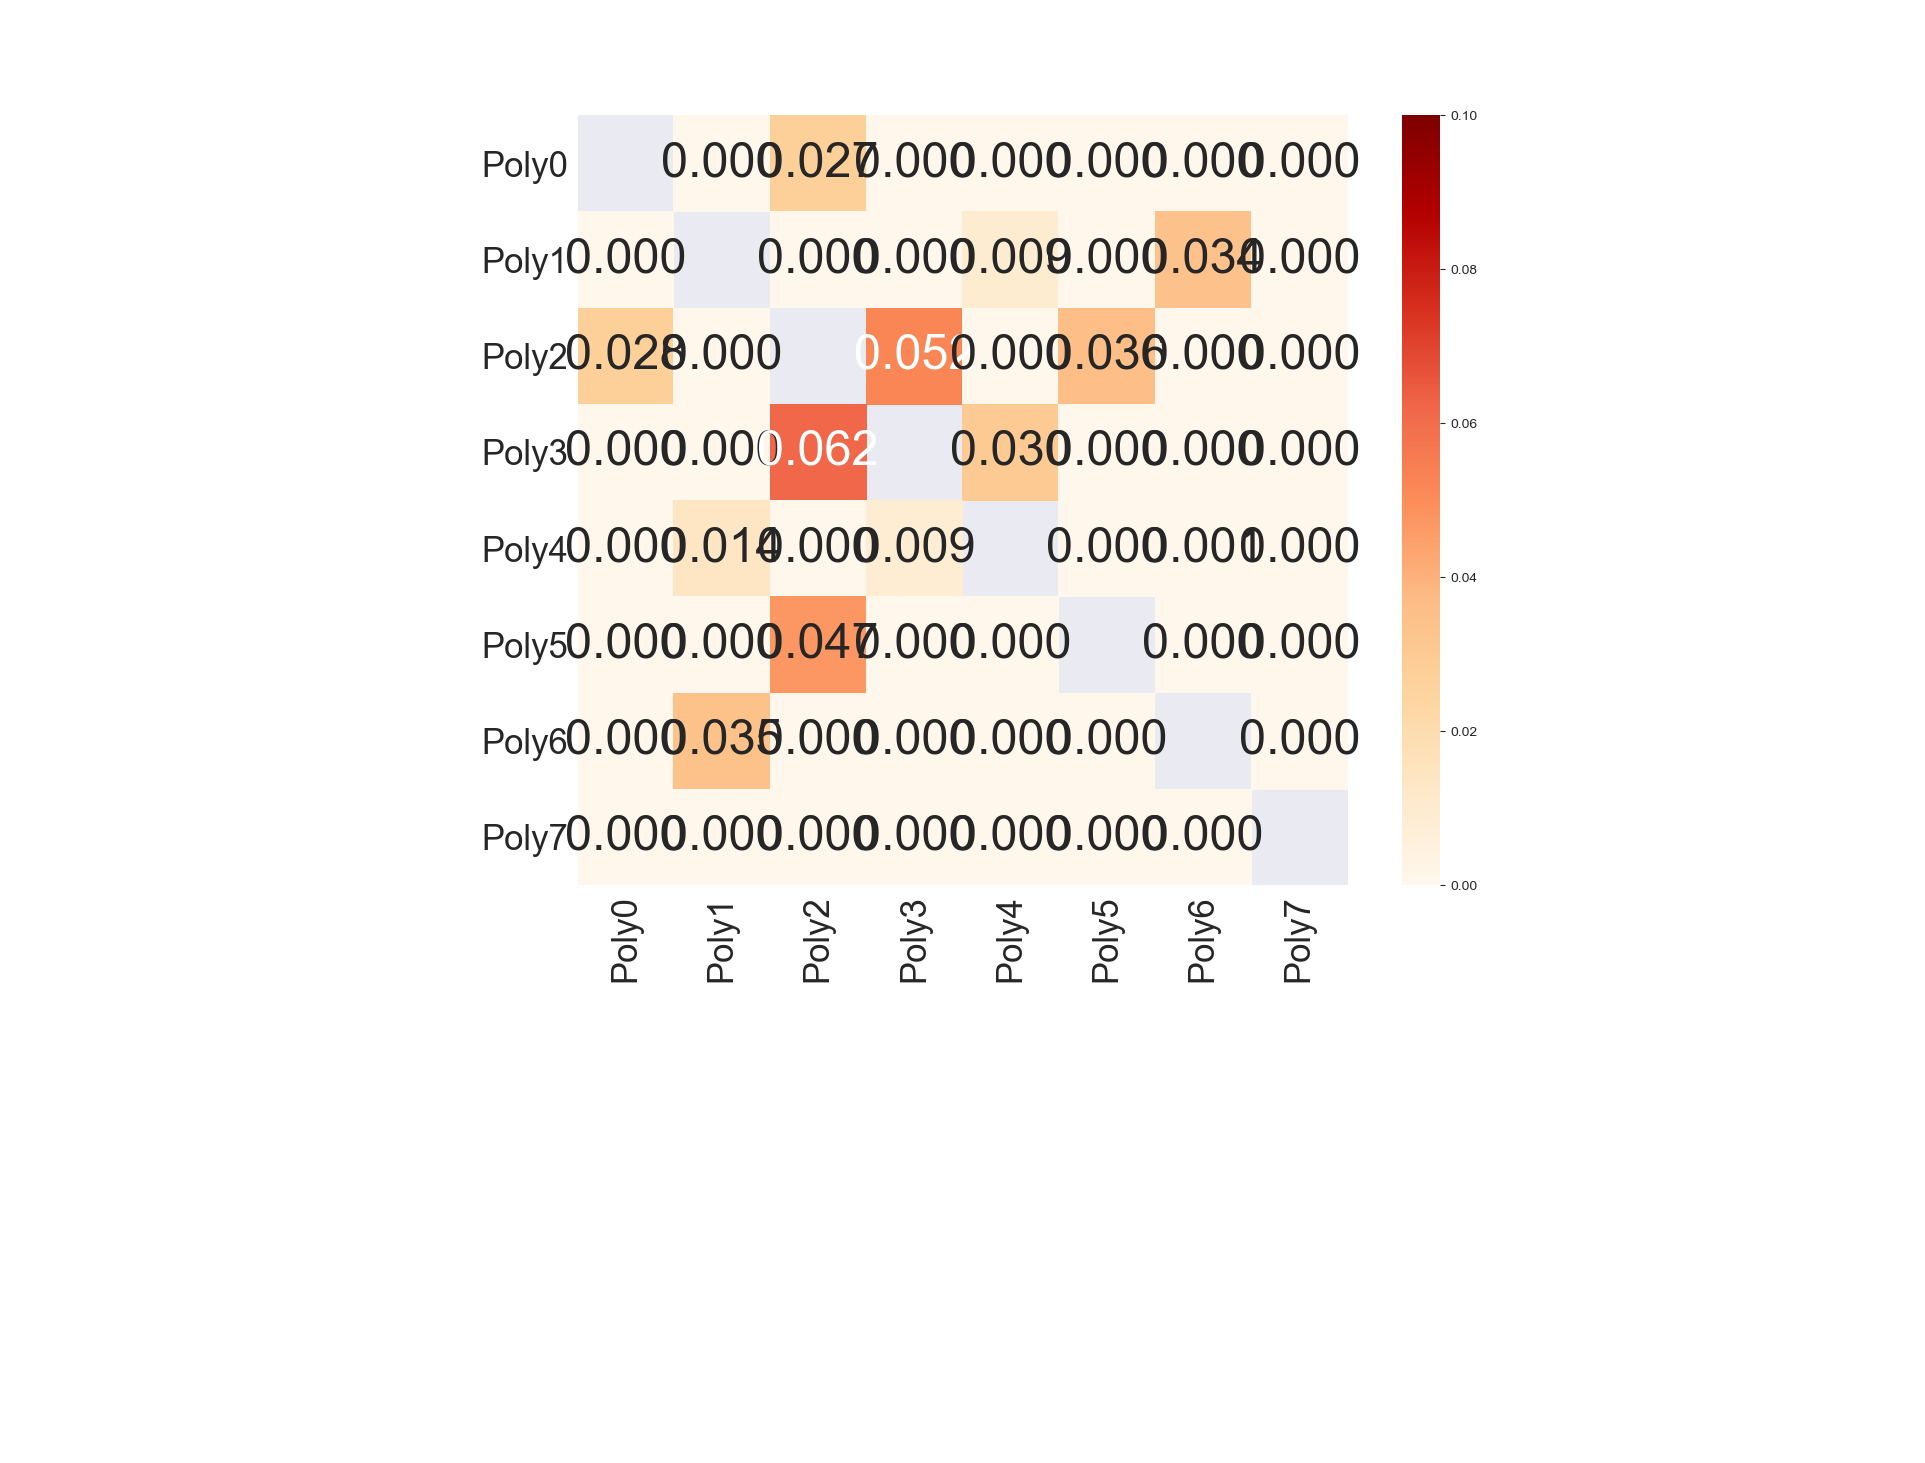 0.10
Poly0 0.000 0.027 0.000 0.000 0.000 0.000 0.000
Poly1 0.000 0.000 0.000 0.009 0.000 0.034 0.000
0.08
Poly2 0.028 0.000 0.052 0.000 0.036 0.000 0.000
0.06
Poly3 0.000 0.000 0.062 0.030 0.000 0.000 0.000
Poly4 0.000 0.014 0.000 0.009 0.000 0.001 0.000
0.04
Poly5 0.000 0.000 0.047 0.000 0.000 0.000 0.000
0.02
Poly6 0.000 0.035 0.000 0.000 0.000 0.000 0.000
Poly7 0.000 0.000 0.000 0.000 0.000 0.000 0.000
0.00
Poly0 Poly1 Poly2 Poly3 Poly4 Poly5 Poly6 Poly7